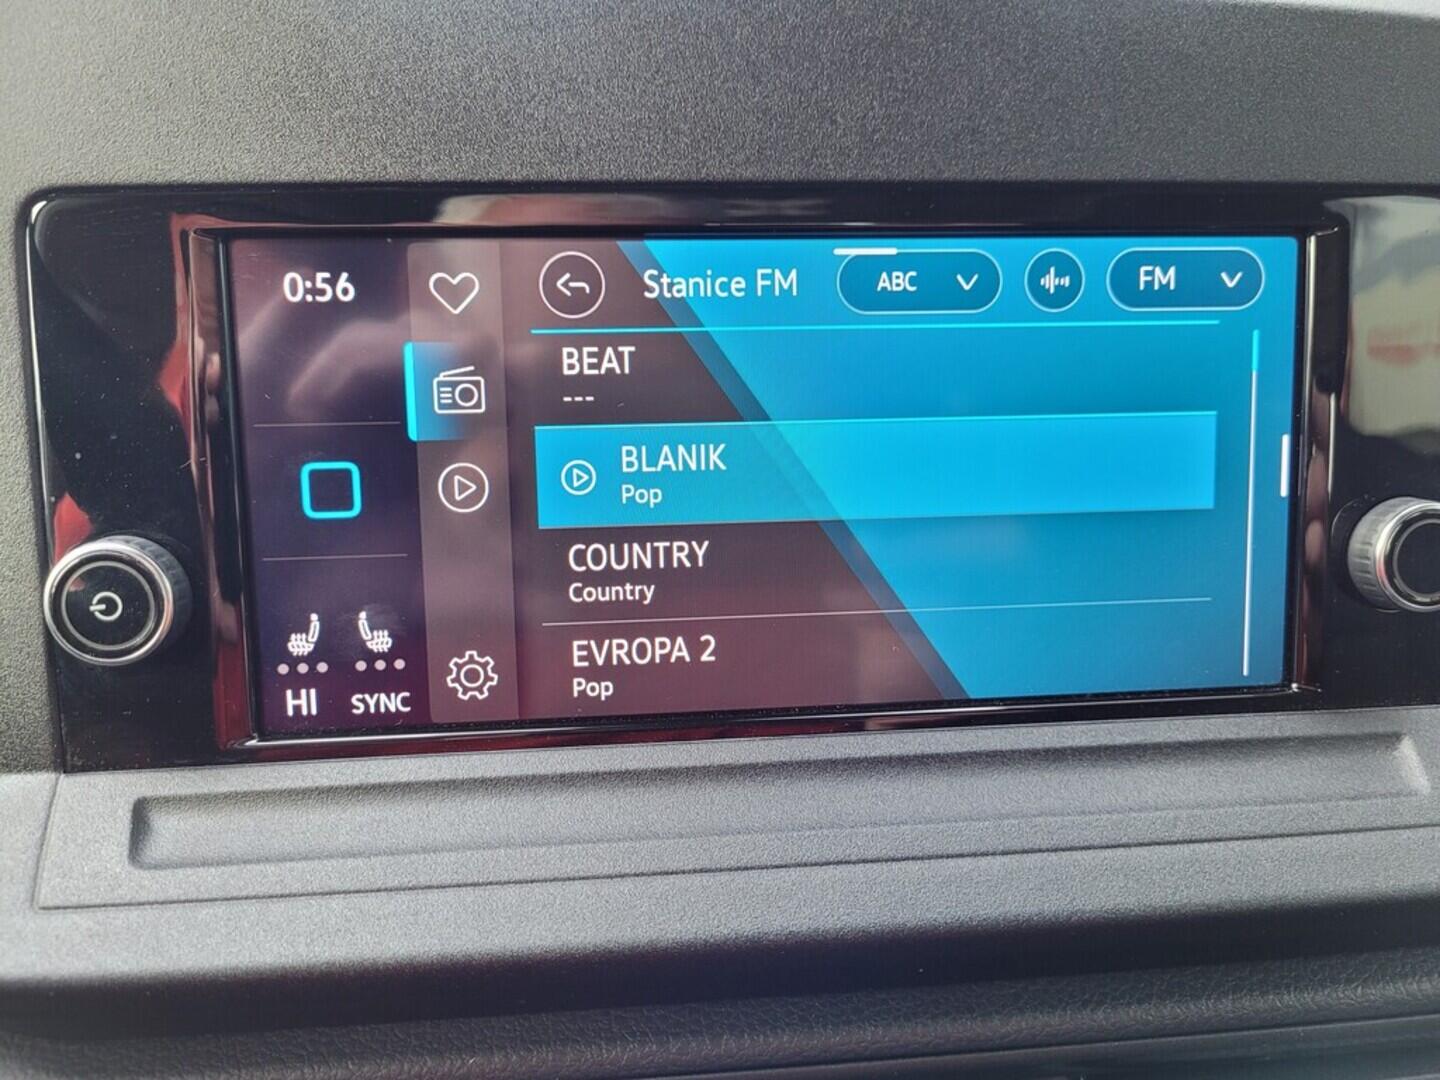 0:56
Stanice FM
ABC
FM
BEAT
---
BLANIK
Pop
COUNTRY
Country
EVROPA 2
Pop
HI
SYNC